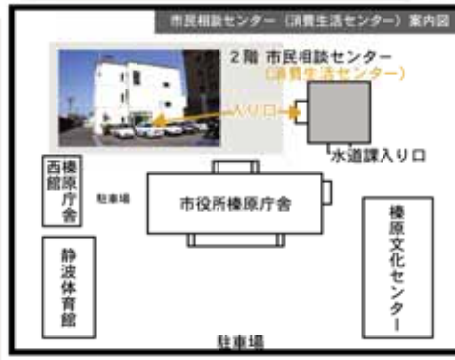 市民相談センター（消費生活センター）案内図
2階 市民相談センター
（消費生活センター）
入り口
水道課入り口
榛原庁舎
西館
駐車場
市役所榛原庁舎
静波体育館
榛原文化センター
駐車場